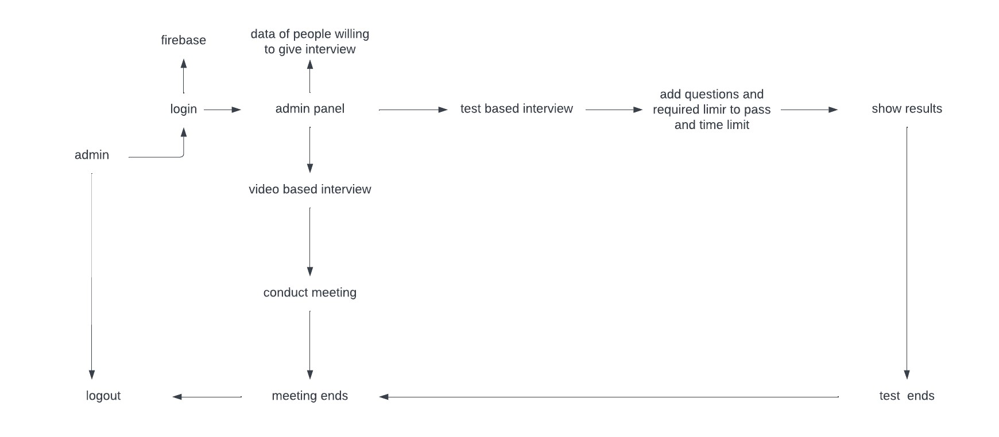 firebase
data of people willing
to give interview
login
admin panel
test based interview
add questions and
required limir to pass
and time limit
show results
admin
video based interview
conduct meeting
logout
meeting ends
test  ends